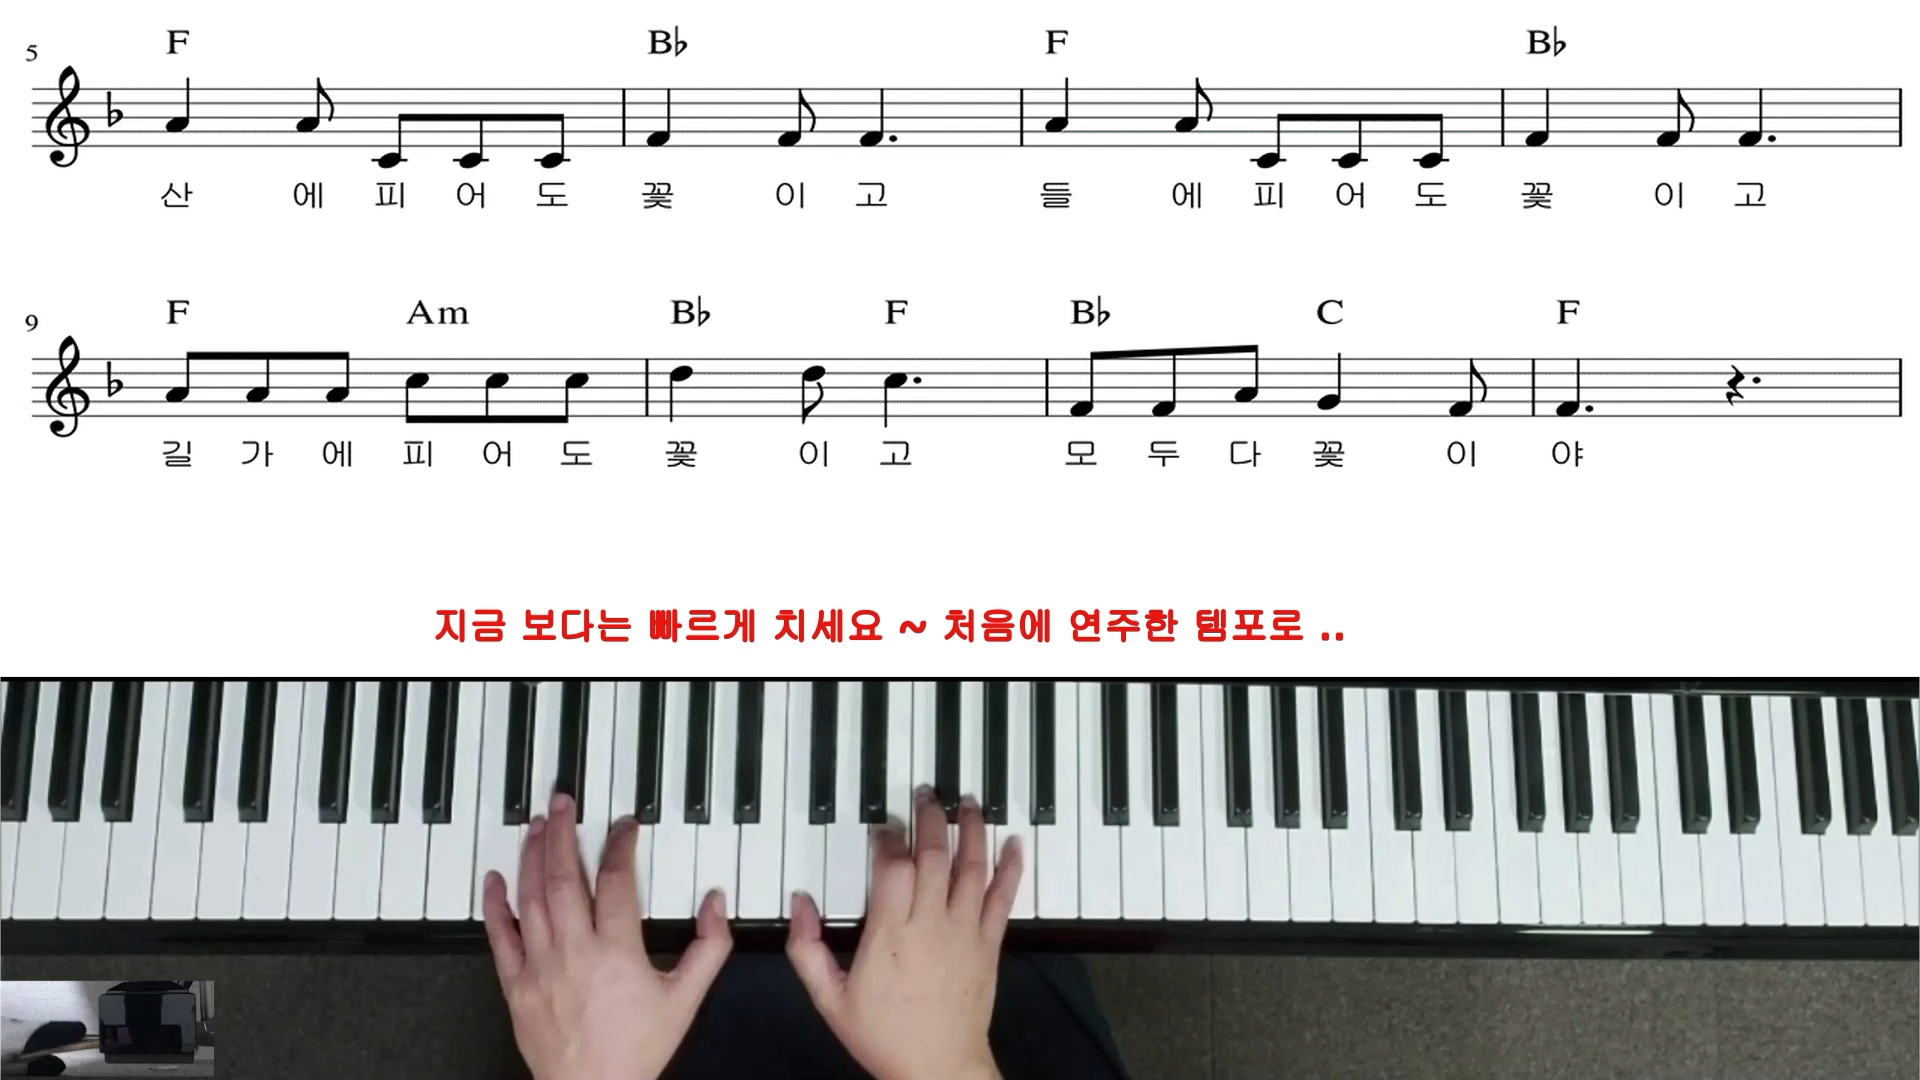 5 F B♭ F B♭
산 에 피 어 도 꽃 이 고 들 에 피 어 도 꽃 이 고
9 F Am B♭ F B♭ C F
길 가 에 피 어 도 꽃 이 고 모 두 다 꽃 이 야
지금 보다는 빠르게 치세요 ~ 처음에 연주한 템포로 ..